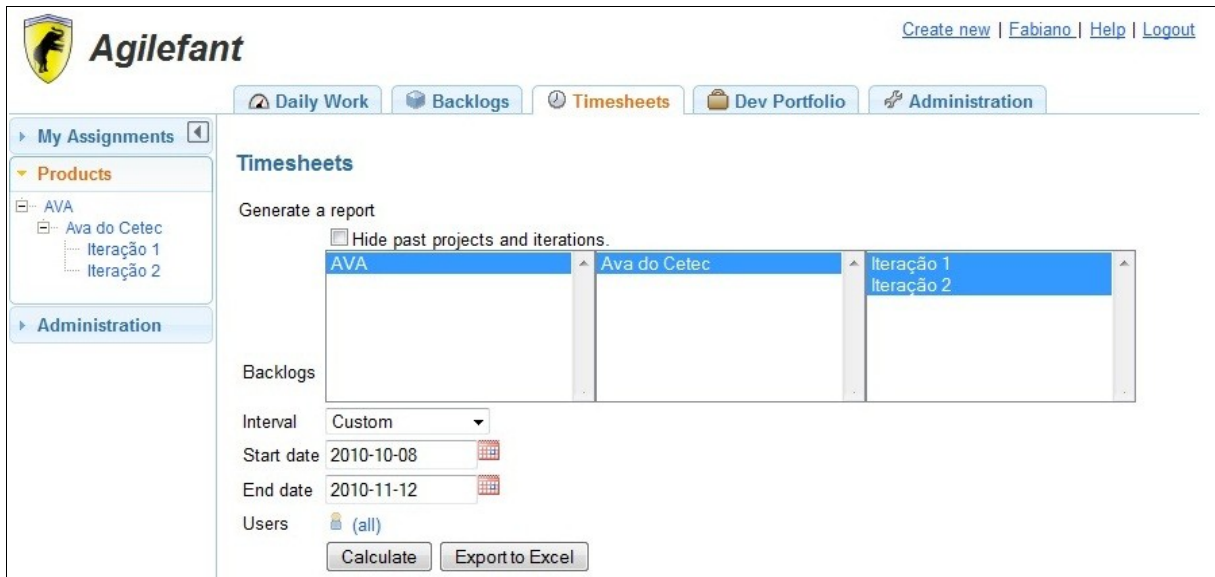 Agilefant
Create new | Fabiano | Help | Logout
Daily Work
Backlogs
Timesheets
Dev Portfolio
Administration
My Assignments
Products
AVA
Ava do Cetec
Iteração 1
Iteração 2
Administration
Timesheets
Generate a report
Hide past projects and iterations.
Backlogs
AVA
Ava do Cetec
Iteração 1
Iteração 2
Interval Custom
Start date 2010-10-08
End date 2010-11-12
Users (all)
Calculate Export to Excel